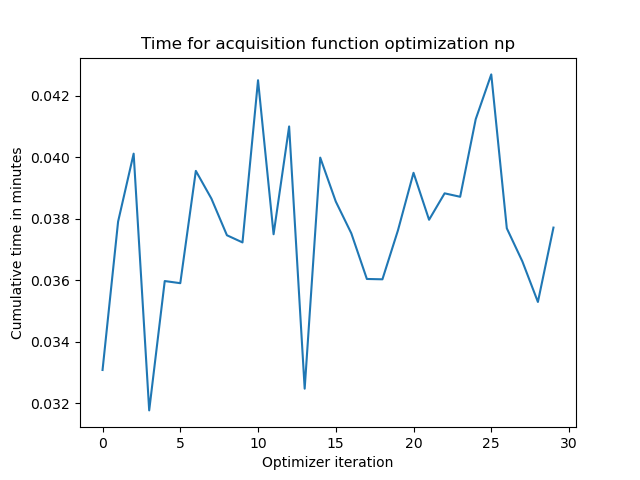 Time for acquisition function optimization np
0.042
0.040
0.038
0.036
0.034
0.032
Cumulative time in minutes
0 5 10 15 20 25 30
Optimizer iteration